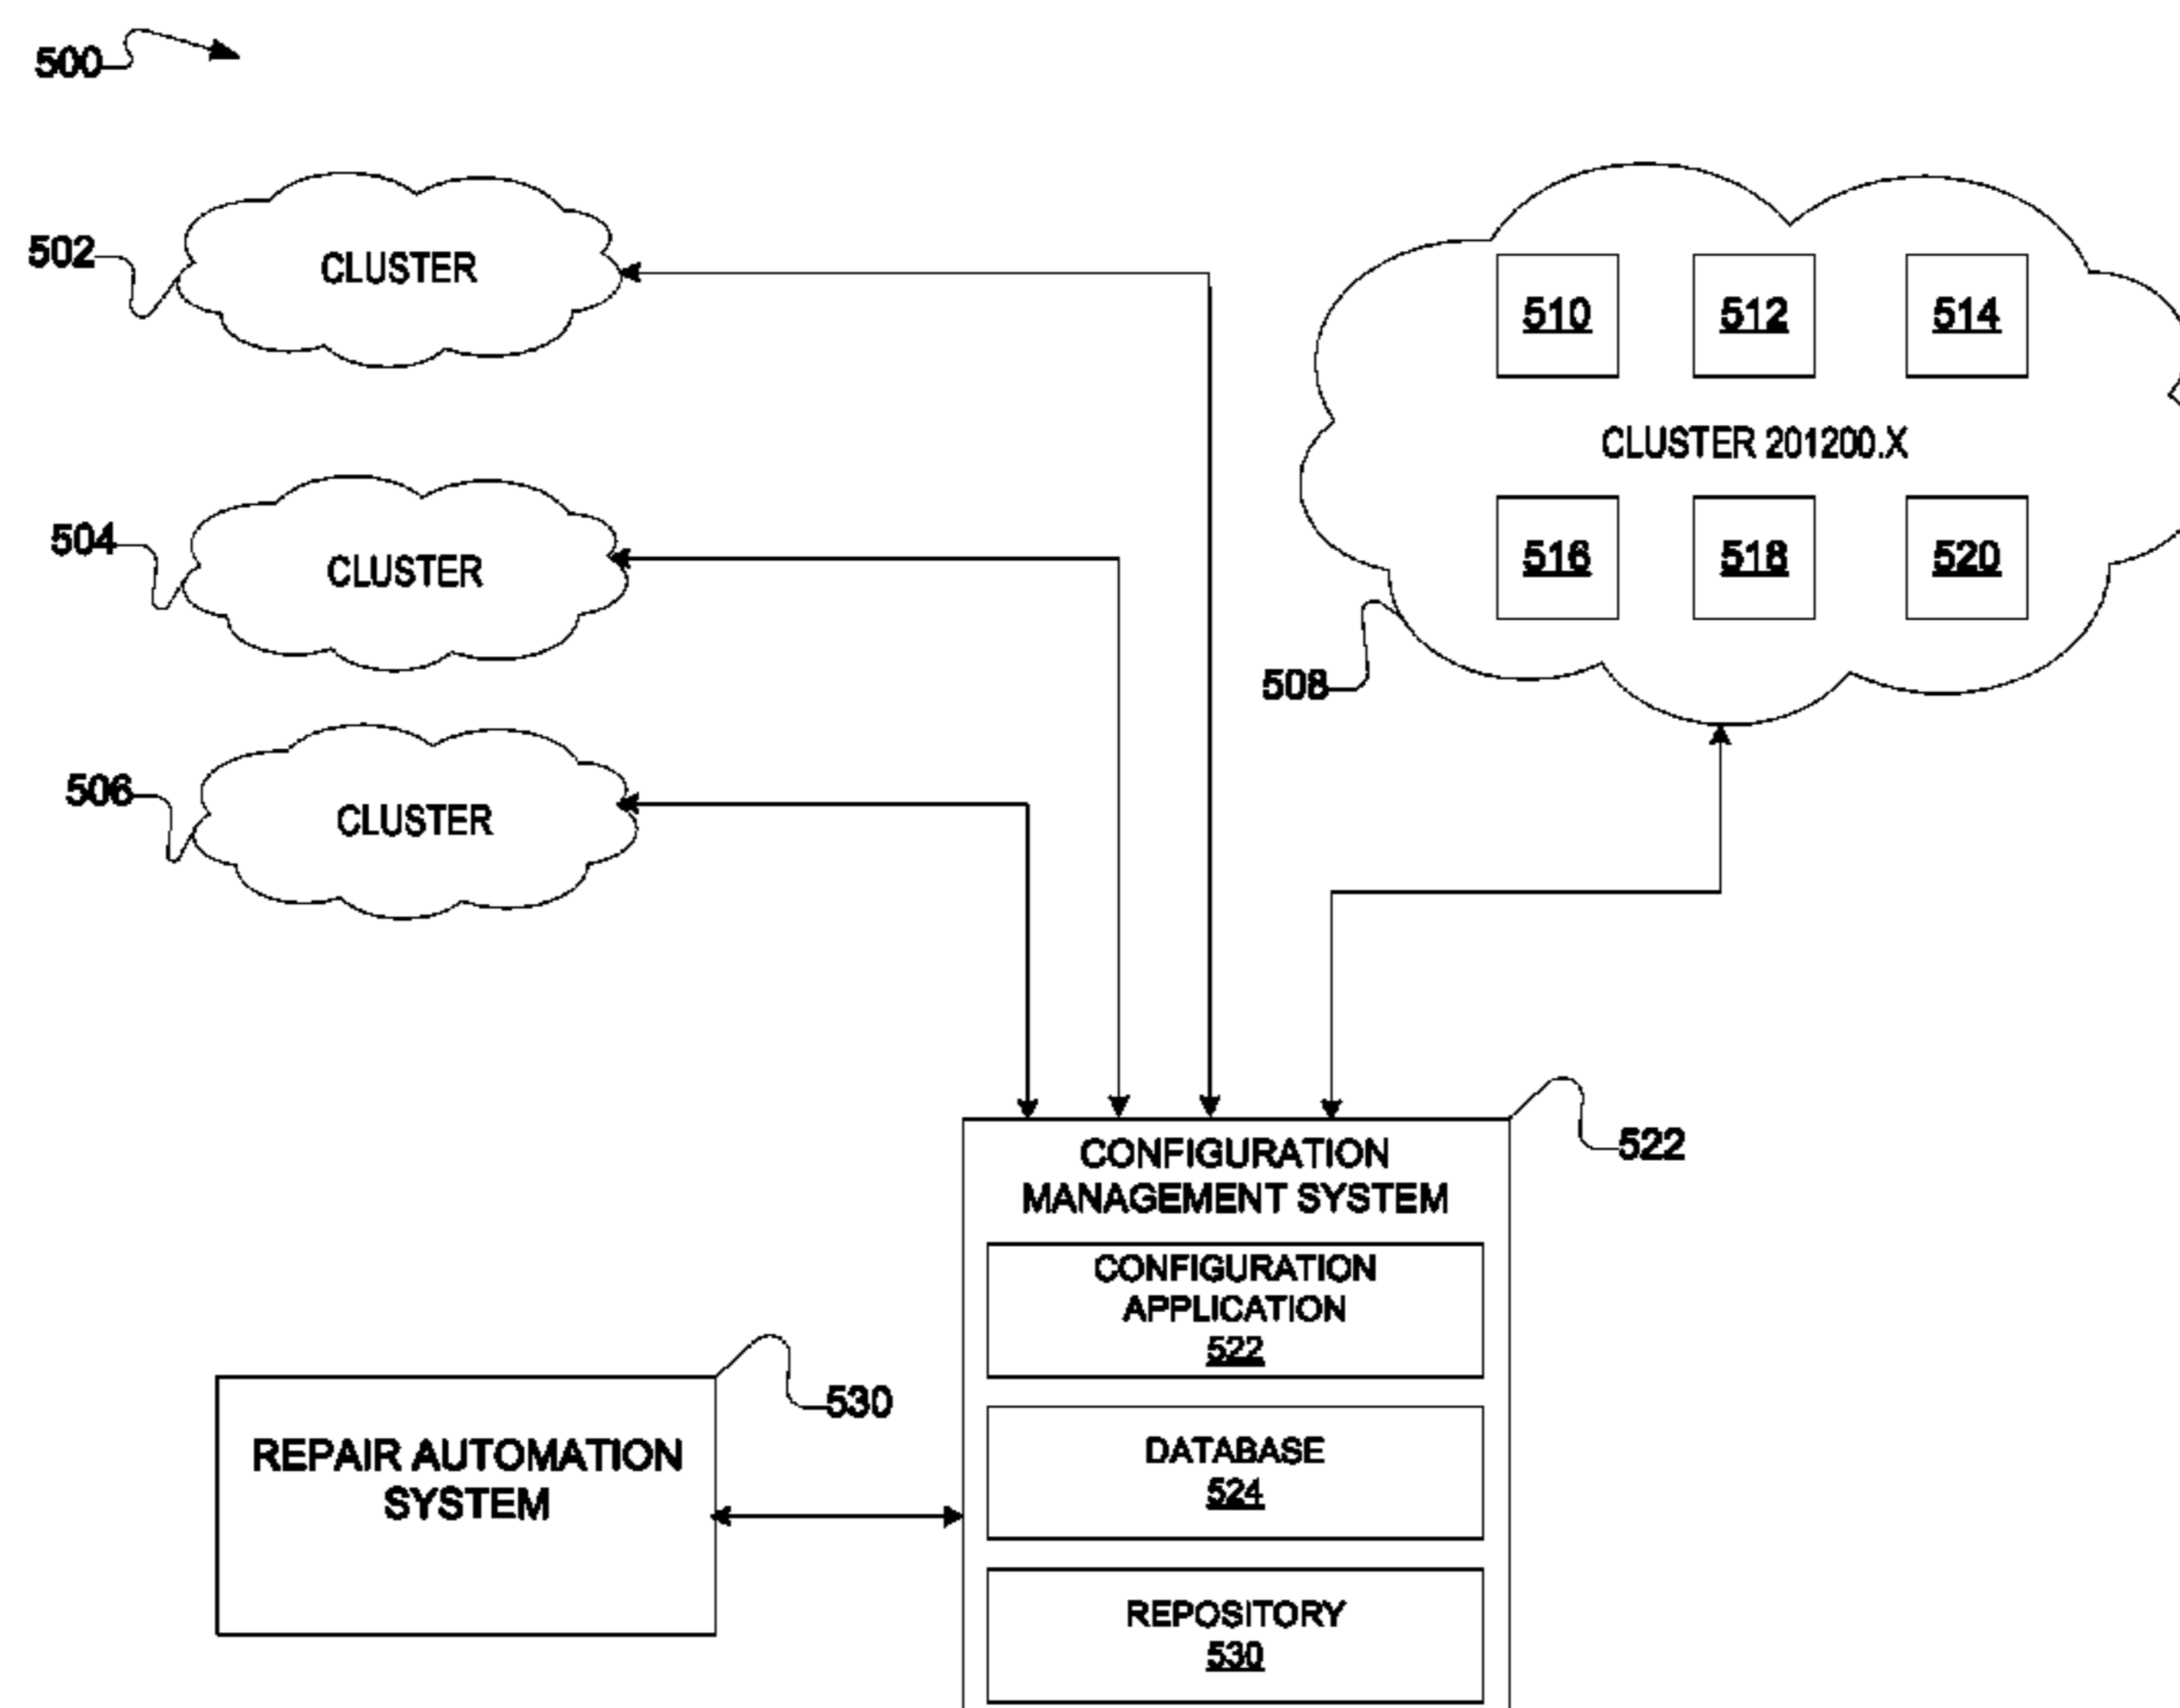 500
502
CLUSTER
510
512
514
CLUSTER 201200.X
504
CLUSTER
516
518
520
508
506
CLUSTER
522
CONFIGURATION
MANAGEMENT SYSTEM
CONFIGURATION
APPLICATION
522
530
REPAIR AUTOMATION
SYSTEM
DATABASE
524
REPOSITORY
530